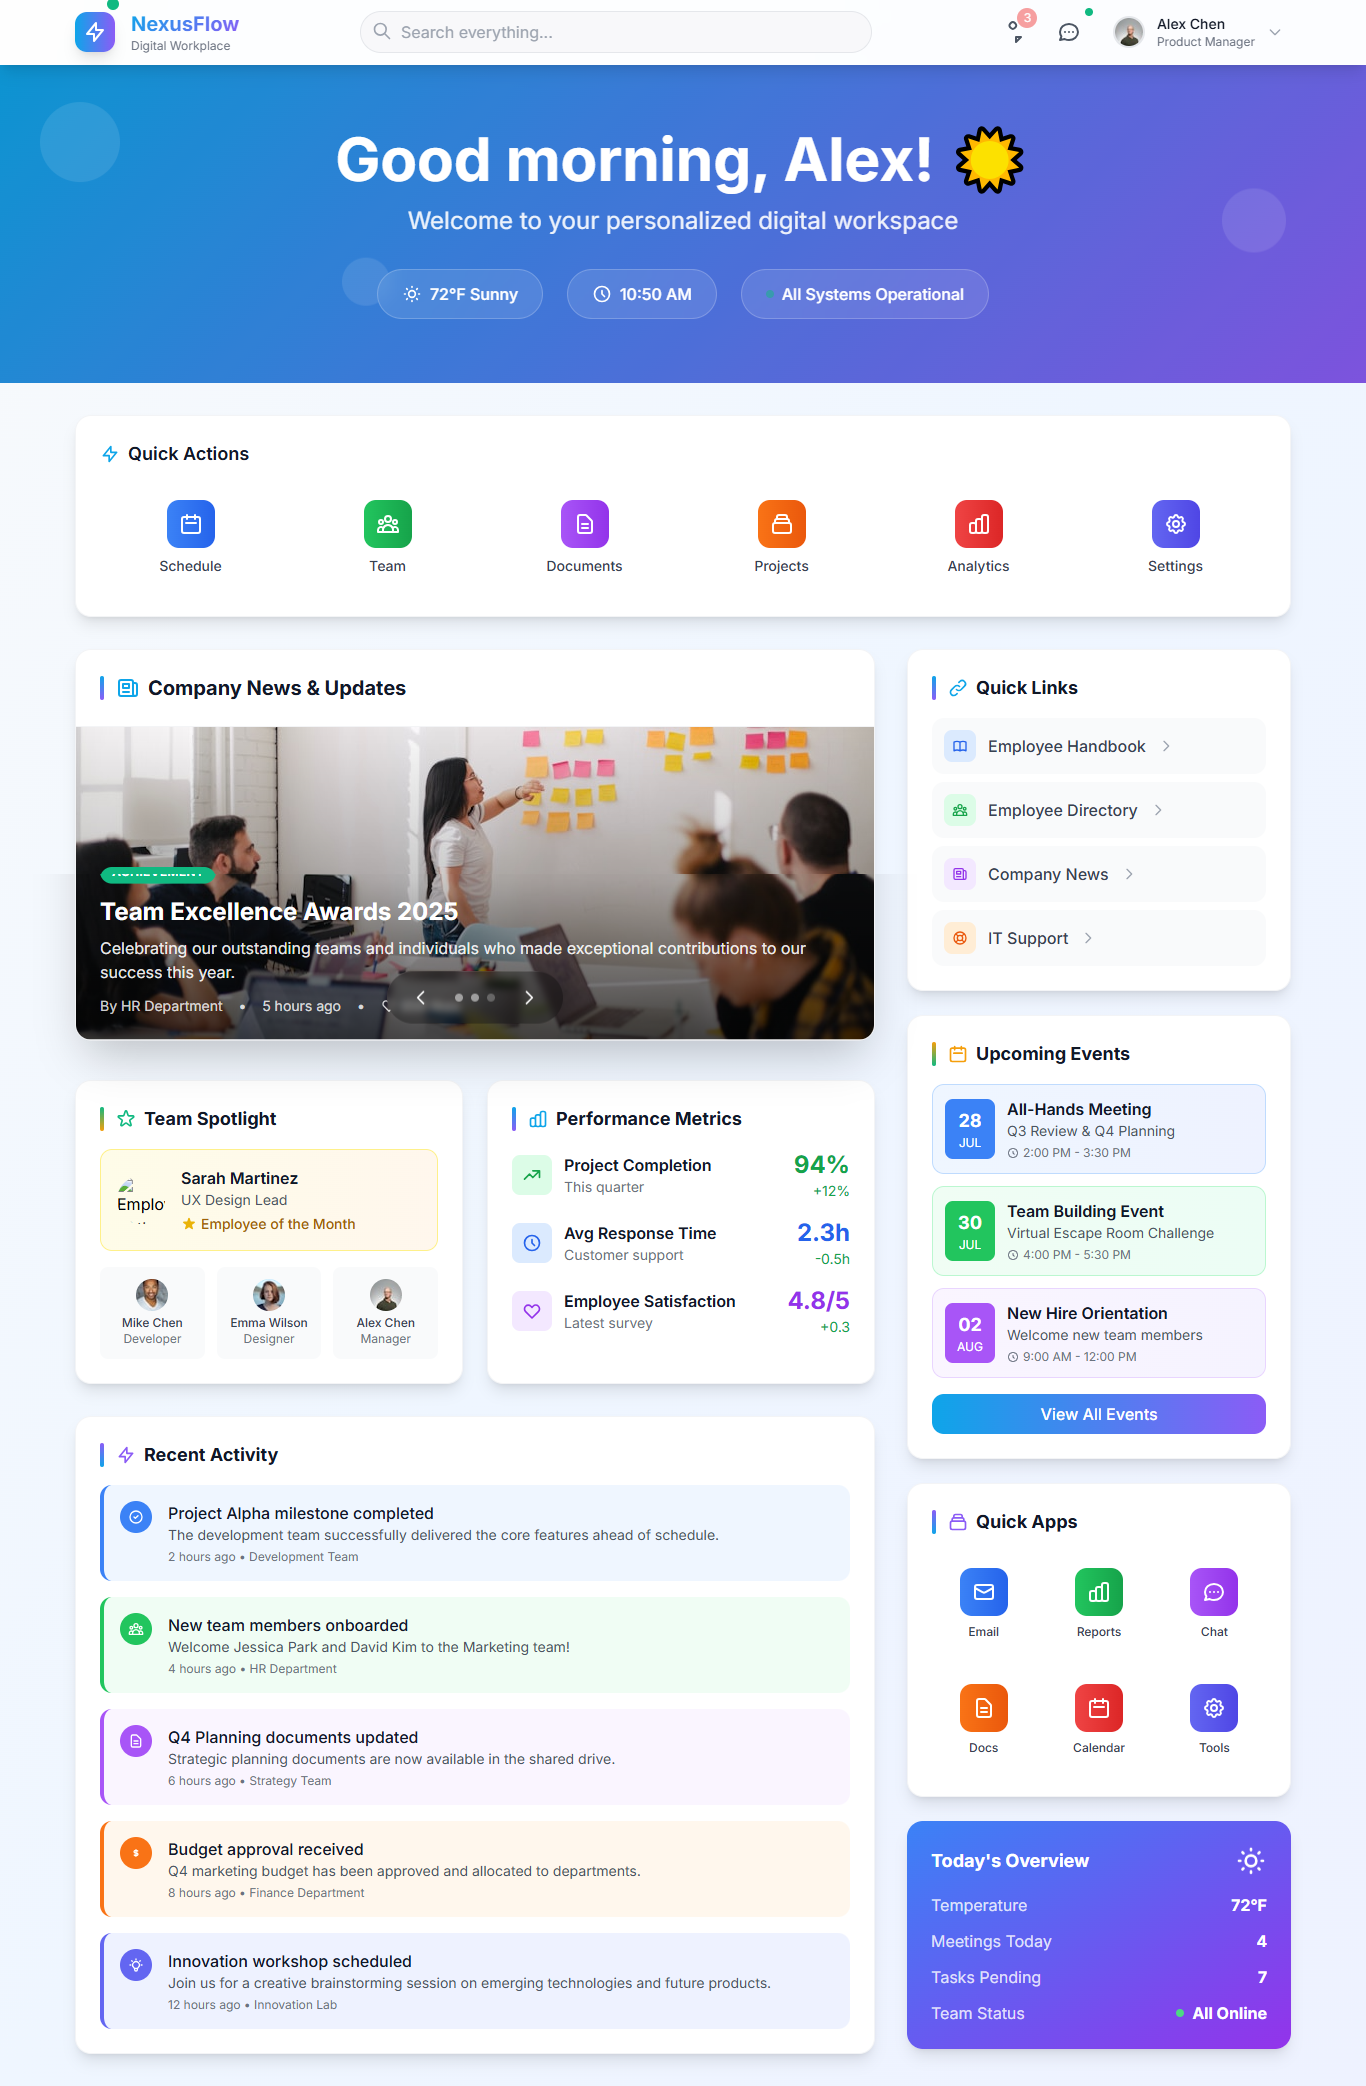 NexusFlow
Digital Workplace
Search everything...
3
Alex Chen
Product Manager
Good morning, Alex!
Welcome to your personalized digital workspace
72°F Sunny
10:50 AM
All Systems Operational
Quick Actions
Schedule
Team
Documents
Projects
Analytics
Settings
Company News & Updates
Team Excellence Awards 2025
Celebrating our outstanding teams and individuals who made exceptional contributions to our
success this year.
By HR Department • 5 hours ago •
Quick Links
Employee Handbook
Employee Directory
Company News
IT Support
Upcoming Events
28
JUL
All-Hands Meeting
Q3 Review & Q4 Planning
2:00 PM - 3:30 PM
30
JUL
Team Building Event
Virtual Escape Room Challenge
4:00 PM - 5:30 PM
02
AUG
New Hire Orientation
Welcome new team members
9:00 AM - 12:00 PM
View All Events
Team Spotlight
Sarah Martinez
UX Design Lead
Employee of the Month
Mike Chen
Developer
Emma Wilson
Designer
Alex Chen
Manager
Performance Metrics
Project Completion
This quarter
94%
+12%
Avg Response Time
Customer support
2.3h
-0.5h
Employee Satisfaction
Latest survey
4.8/5
+0.3
Recent Activity
Project Alpha milestone completed
The development team successfully delivered the core features ahead of schedule.
2 hours ago • Development Team
New team members onboarded
Welcome Jessica Park and David Kim to the Marketing team!
4 hours ago • HR Department
Q4 Planning documents updated
Strategic planning documents are now available in the shared drive.
6 hours ago • Strategy Team
$
Budget approval received
Q4 marketing budget has been approved and allocated to departments.
8 hours ago • Finance Department
Innovation workshop scheduled
Join us for a creative brainstorming session on emerging technologies and future products.
12 hours ago • Innovation Lab
Quick Apps
Email
Reports
Chat
Docs
Calendar
Tools
Today's Overview
Temperature
72°F
Meetings Today
4
Tasks Pending
7
Team Status
All Online